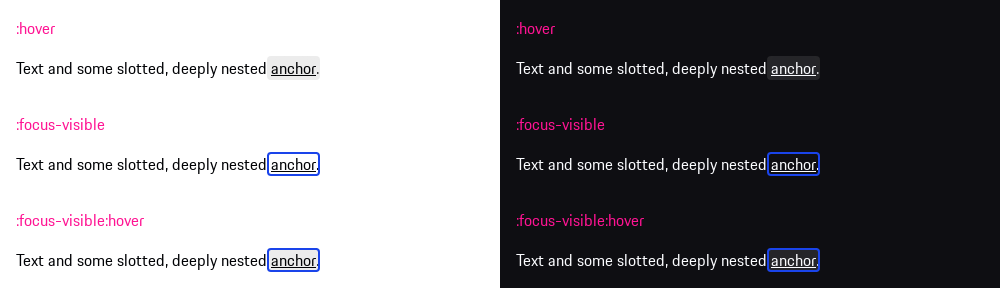 :hover
Text and some slotted, deeply nested anchor.
:focus-visible
Text and some slotted, deeply nested anchor.
:focus-visible:hover
Text and some slotted, deeply nested anchor.
:hover
Text and some slotted, deeply nested anchor.
:focus-visible
Text and some slotted, deeply nested anchor.
:focus-visible:hover
Text and some slotted, deeply nested anchor.